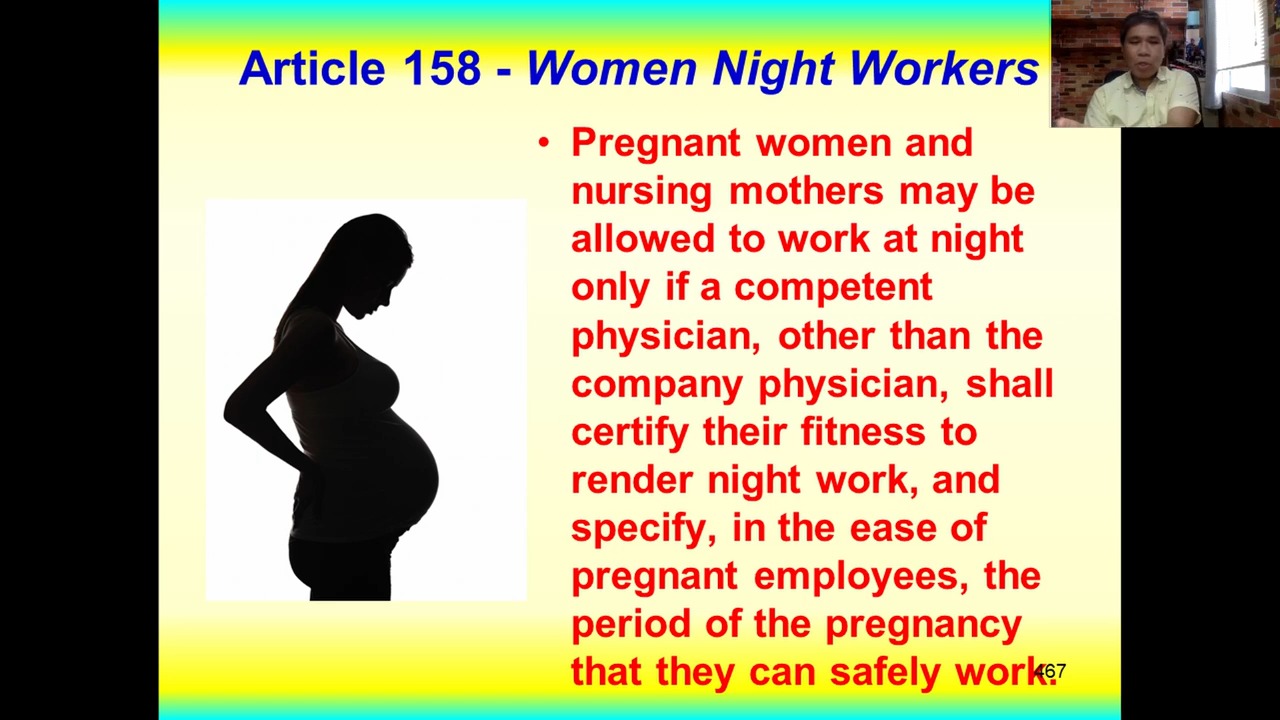 Article 158 - Women Night Workers
• Pregnant women and
nursing mothers may be
allowed to work at night
only if a competent
physician, other than the
company physician, shall
certify their fitness to
render night work, and
specify, in the ease of
pregnant employees, the
period of the pregnancy
that they can safely work.
467